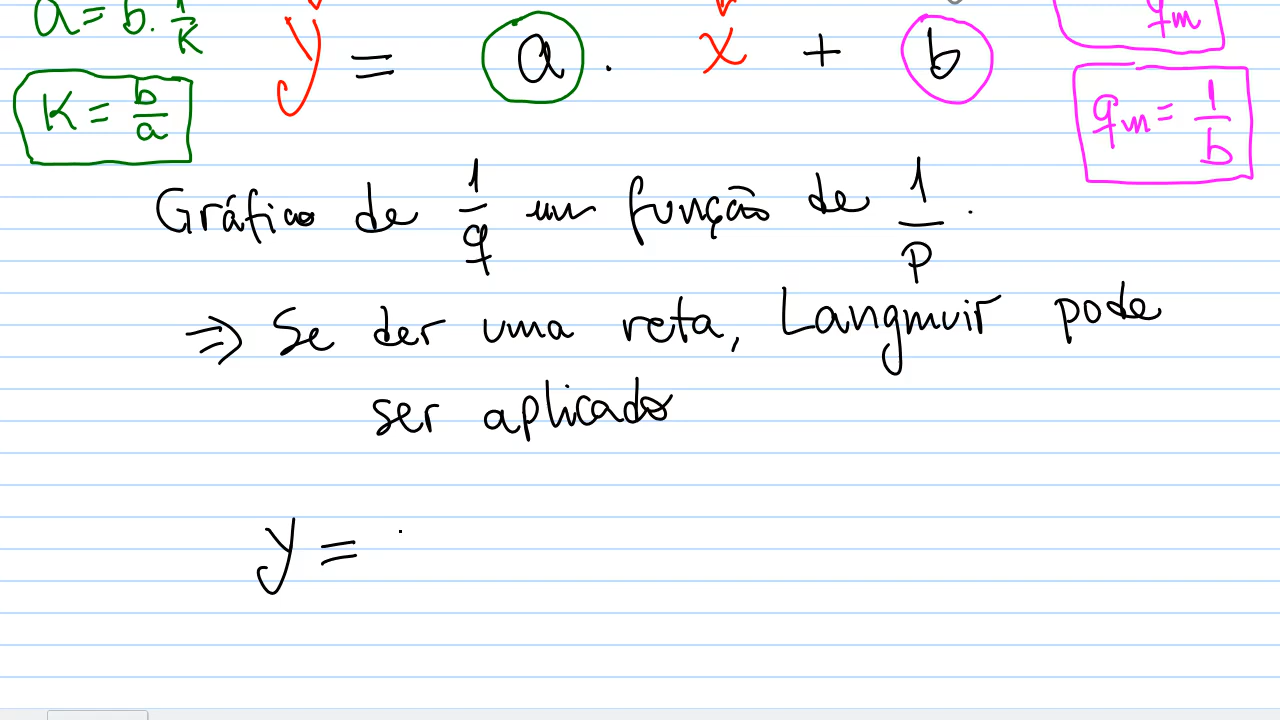 a = b . 1/K
y = a . x + b
qm
K = b/a
qm = 1/b
Gráfico de 1/q em função de 1/p.
⇒ Se der uma reta, Langmuir pode
ser aplicado
y =